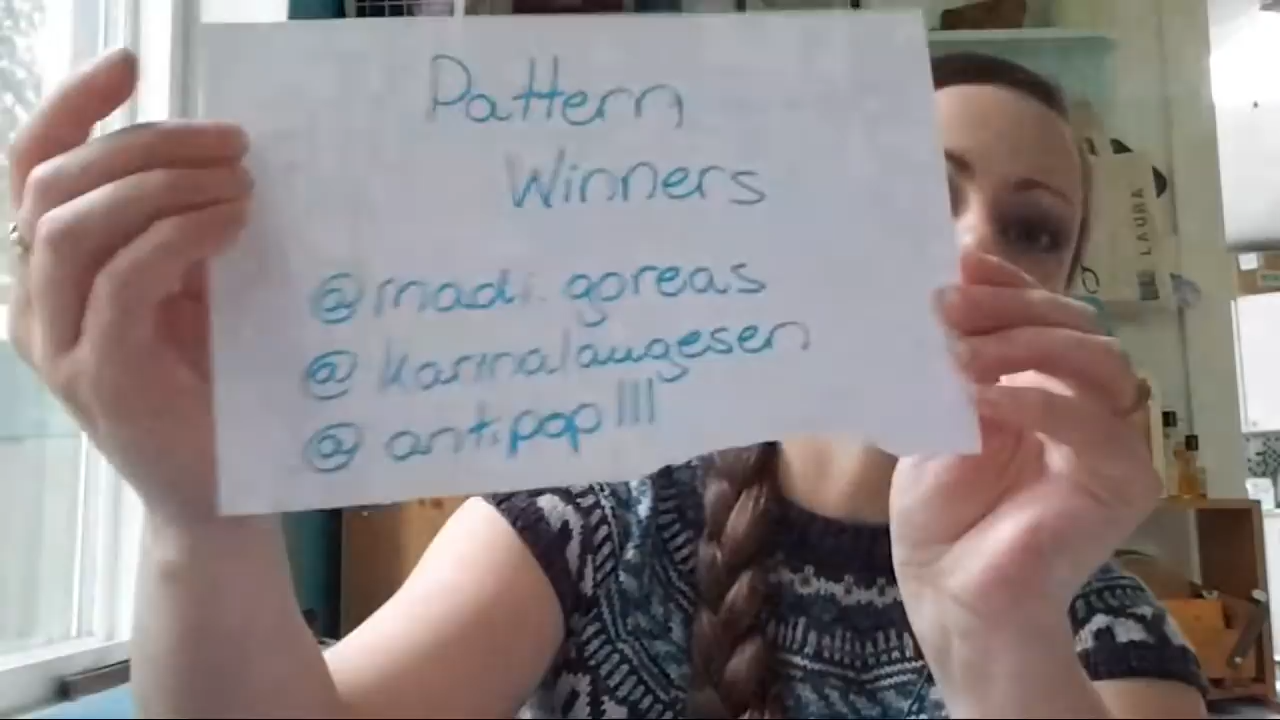 Pattern
Winners
@madi.goreas
@karinalaugesen
@antipop111
LAURA